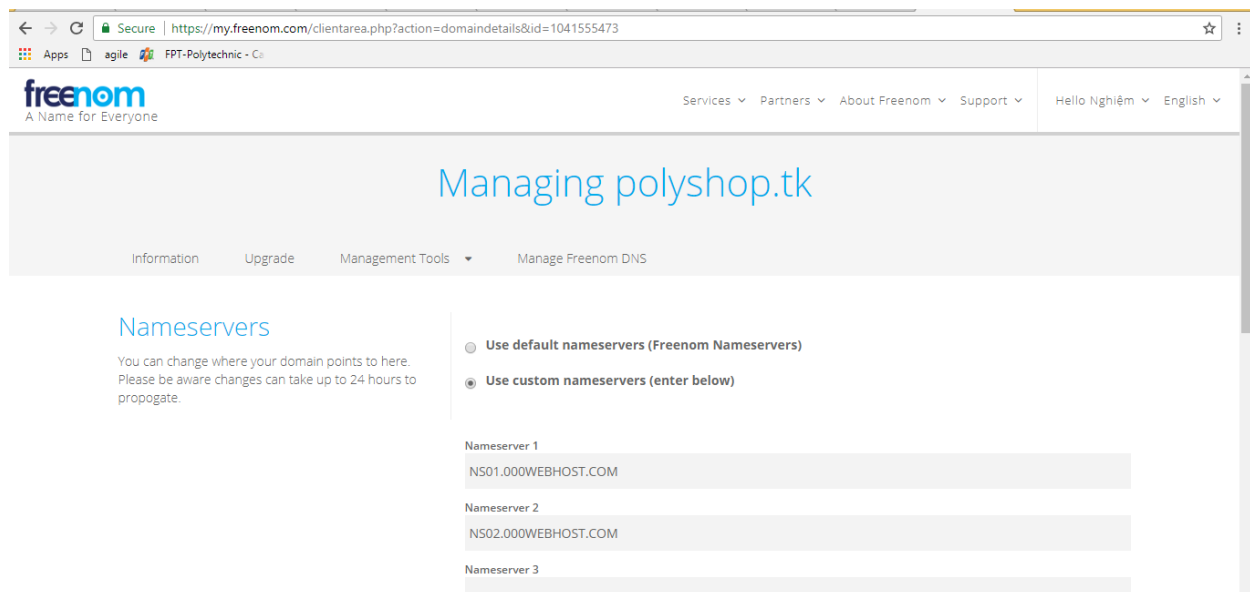 Secure | https://my.freenom.com/clientarea.php?action=domaindetails&id=1041555473
Apps agile FPT-Polytechnic - Ca
freenom
A Name for Everyone
Services Partners About Freenom Support Hello Nghiệm English
Managing polyshop.tk
Information Upgrade Management Tools Manage Freenom DNS
Nameservers
You can change where your domain points to here.
Please be aware changes can take up to 24 hours to
propogate.
Use default nameservers (Freenom Nameservers)
Use custom nameservers (enter below)
Nameserver 1
NS01.000WEBHOST.COM
Nameserver 2
NS02.000WEBHOST.COM
Nameserver 3